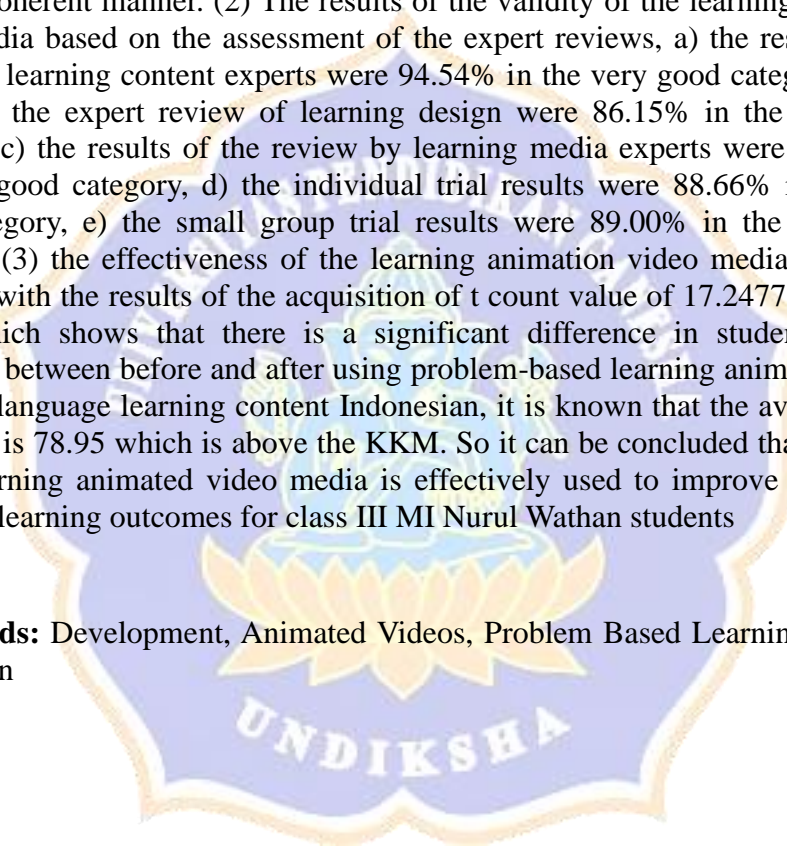 oherent manner. (2) The results of the validity of the learning
dia based on the assessment of the expert reviews, a) the res
learning content experts were 94.54% in the very good categ
the expert review of learning design were 86.15% in the
c) the results of the review by learning media experts were
good category, d) the individual trial results were 88.66% i
egory, e) the small group trial results were 89.00% in the
(3) the effectiveness of the learning animation video media
with the results of the acquisition of t count value of 17.2477
ich shows that there is a significant difference in studen
between before and after using problem-based learning anim
language learning content Indonesian, it is known that the av
is 78.95 which is above the KKM. So it can be concluded tha
rning animated video media is effectively used to improve
learning outcomes for class III MI Nurul Wathan students
ds: Development, Animated Videos, Problem Based Learnin
n
UNIVERSITAS PENDIDIKAN GANESHA
UNDIKSHA